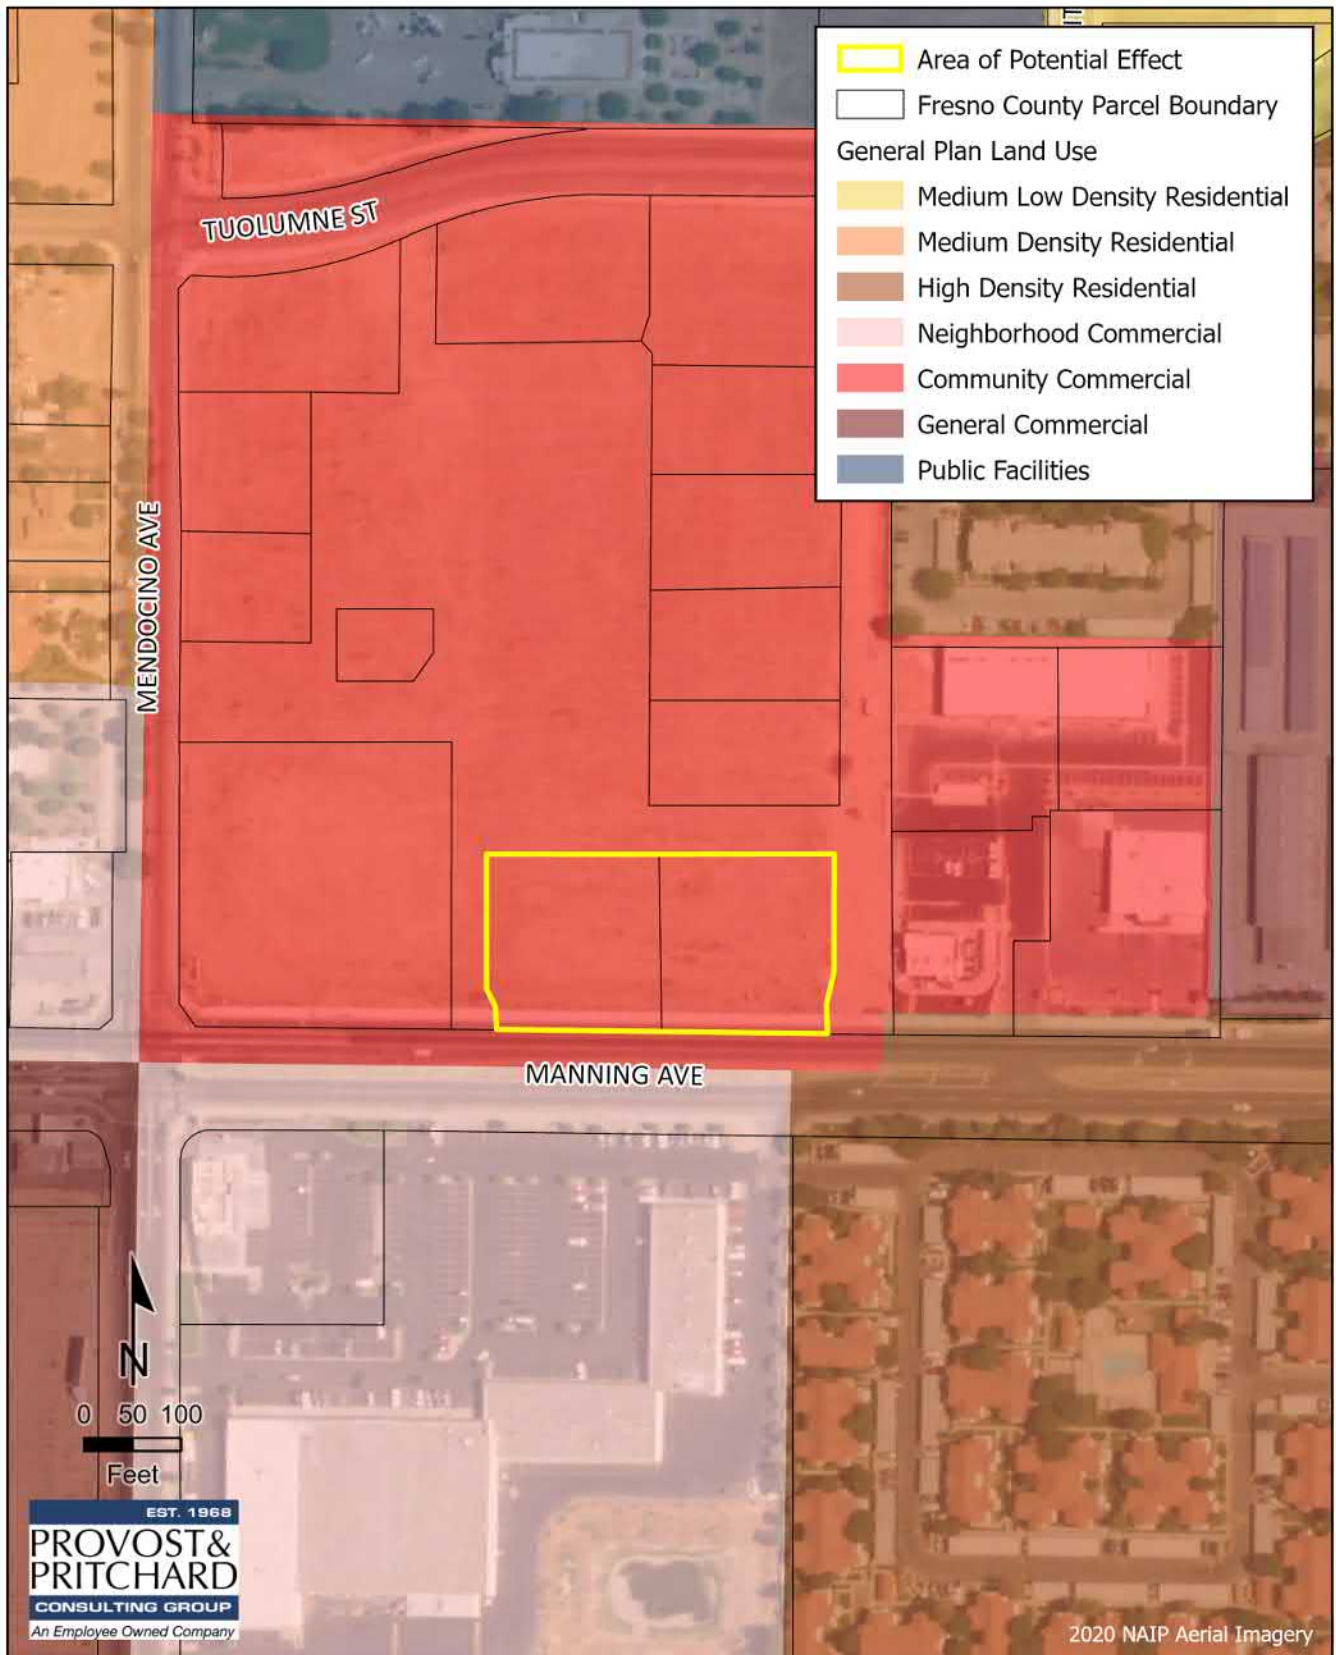 Area of Potential Effect
Fresno County Parcel Boundary
General Plan Land Use
Medium Low Density Residential
Medium Density Residential
High Density Residential
Neighborhood Commercial
Community Commercial
General Commercial
Public Facilities
TUOLUMNE ST
MENDOCINO AVE
MANNING AVE
N
0 50 100
Feet
EST. 1968
PROVOST&
PRITCHARD
CONSULTING GROUP
An Employee Owned Company
2020 NAIP Aerial Imagery